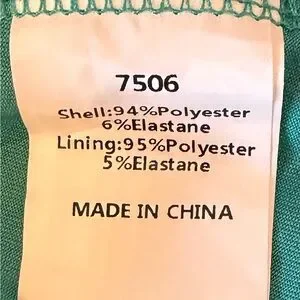 7506
Shell:94%Polyester
6%Elastane
Lining:95%Polyester
5%Elastane
MADE IN CHINA